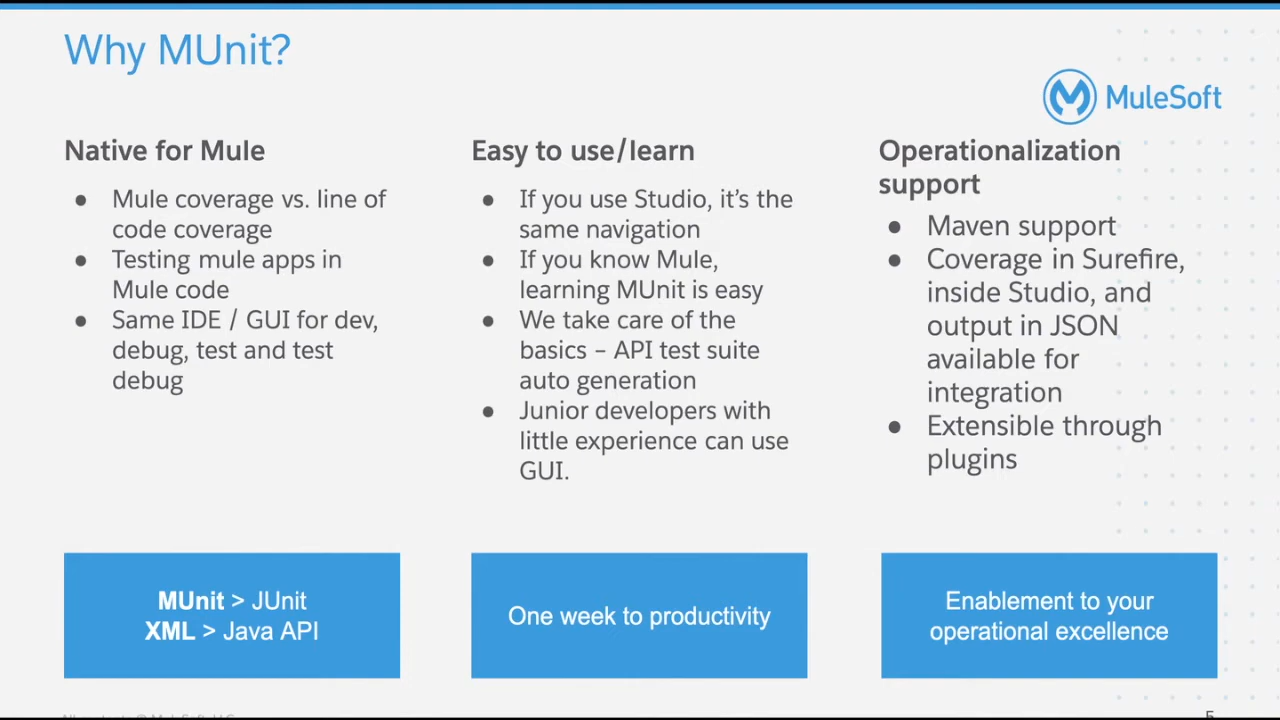 Why MUnit?
MuleSoft
Native for Mule
● Mule coverage vs. line of
code coverage
● Testing mule apps in
Mule code
● Same IDE / GUI for dev,
debug, test and test
debug
MUnit > JUnit
XML > Java API
Easy to use/learn
● If you use Studio, it’s the
same navigation
● If you know Mule,
learning MUnit is easy
● We take care of the
basics – API test suite
auto generation
● Junior developers with
little experience can use
GUI.
One week to productivity
Operationalization
support
● Maven support
● Coverage in Surefire,
inside Studio, and
output in JSON
available for
integration
● Extensible through
plugins
Enablement to your
operational excellence
5